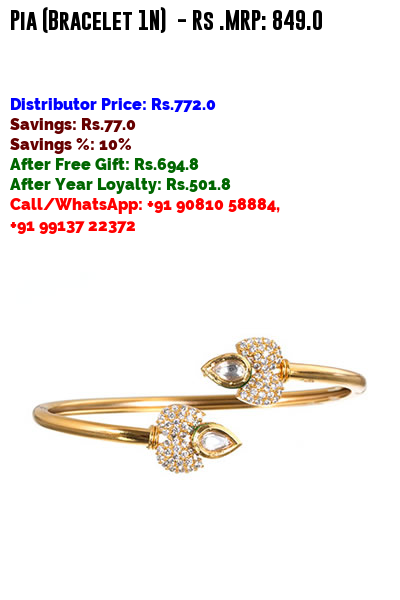 Pia (Bracelet 1N) - Rs .MRP: 849.0
Distributor Price: Rs.772.0
Savings: Rs.77.0
Savings %: 10%
After Free Gift: Rs.694.8
After Year Loyalty: Rs.501.8
Call/WhatsApp: +91 90810 58884,
+91 99137 22372